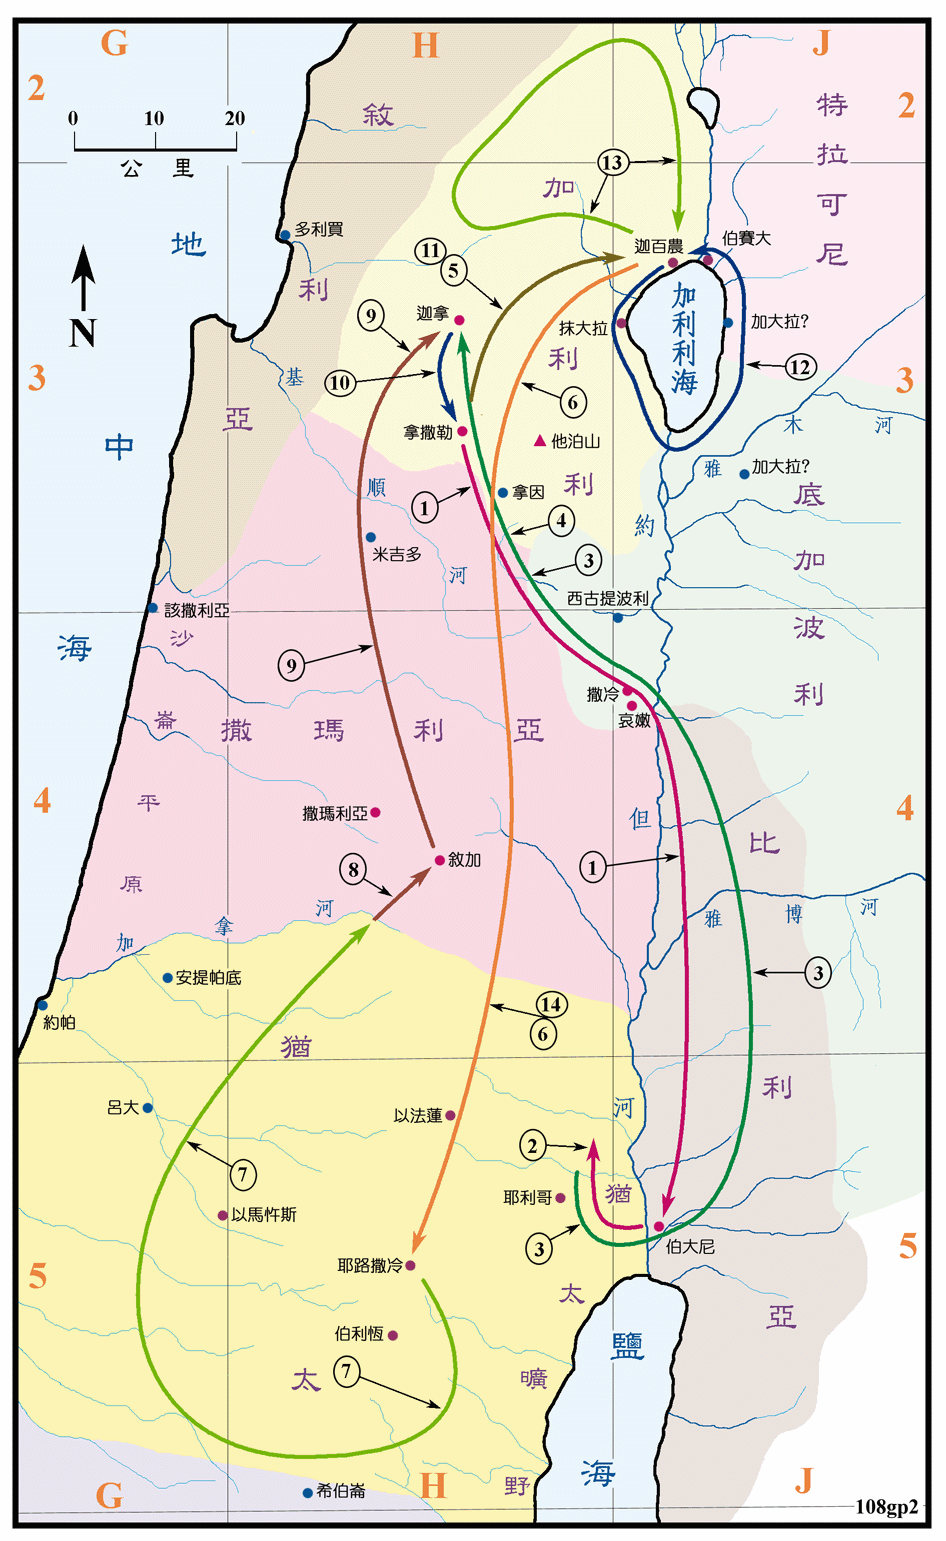 G
H
J
2
2
0
10
20
公里
特拉可尼
敘利亞
加利利
13
地中海
多利買
迦百農
伯賽大
11
5
N
迦拿
9
抹大拉
加利利海
加大拉?
3
10
6
12
3
基順河
拿撒勒
他泊山
雅木河
加大拉?
1
拿因
4
底加波利
約但河
米吉多
3
西古提波利
該撒利亞
沙崙平原
9
撒冷
哀嫩
撒瑪利亞
4
撒瑪利亞
4
比利亞
8
敘加
1
加拿河
雅博河
安提帕底
3
約帕
14
6
猶太
呂大
以法蓮
2
7
耶利哥
猶太曠野
以馬忤斯
3
伯大尼
5
5
耶路撒冷
伯利恆
鹽海
7
希伯崙
G
H
J
108gp2